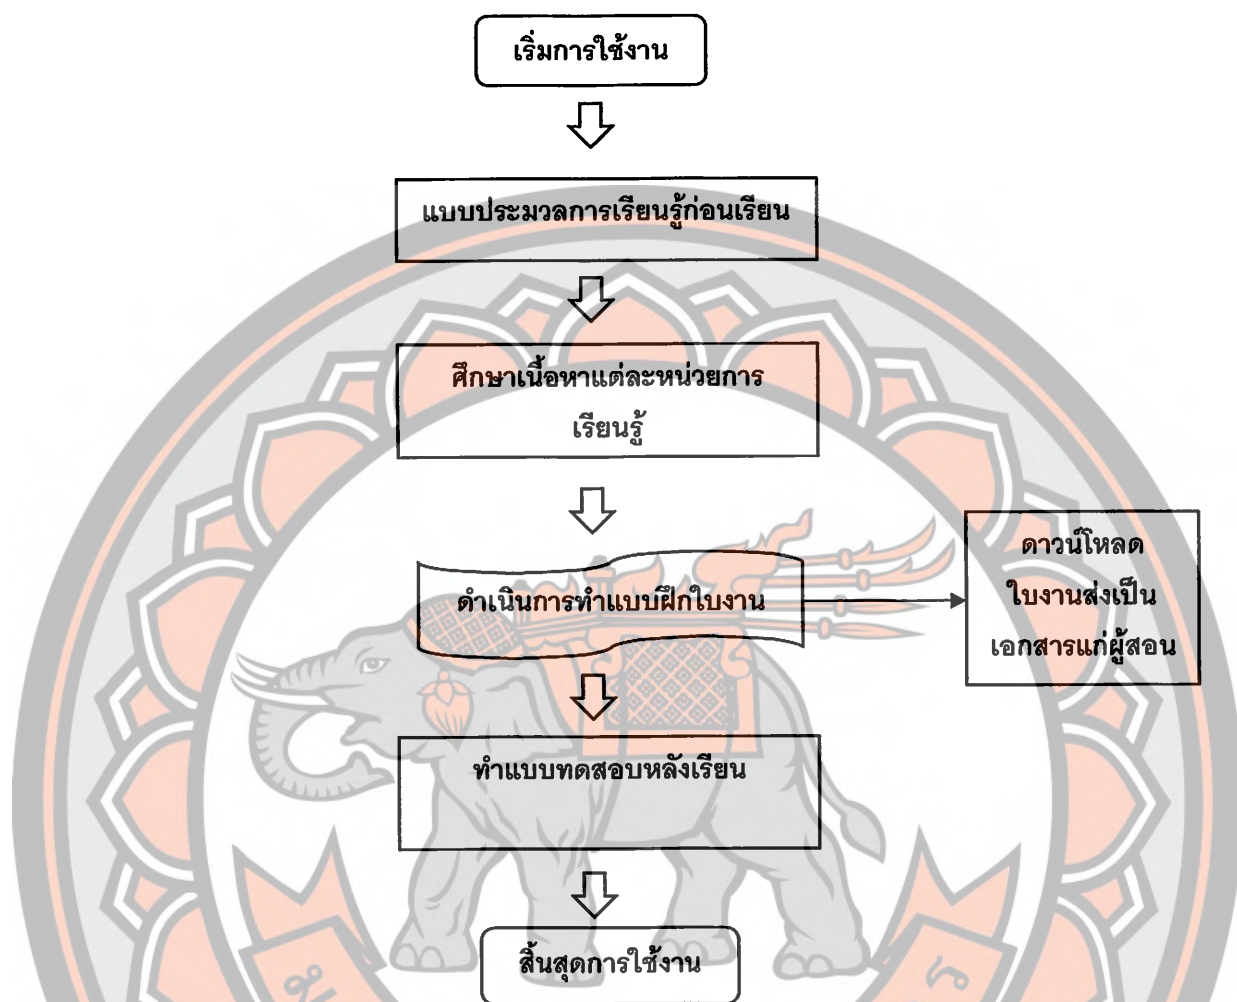 เริ่มการใช้งาน
แบบประมวลการเรียนรู้ก่อนเรียน
ศึกษาเนื้อหาแต่ละหน่วยการ
เรียนรู้
ดำเนินการทำแบบฝึกใบงาน
ดาวน์โหลด
ใบงานส่งเป็น
เอกสารแก่ผู้สอน
ทำแบบทดสอบหลังเรียน
สิ้นสุดการใช้งาน